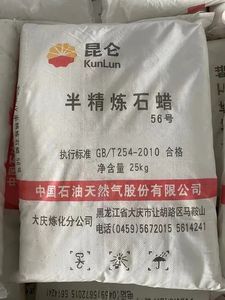 昆仑
KunLun
半精炼石蜡
56号
执行标准 GB/T254-2010 合格
净重 25kg
中国石油天然气股份有限公司
大庆炼化分公司 黑龙江省大庆市让胡路区马鞍山
电话(0459)5672015 5614241